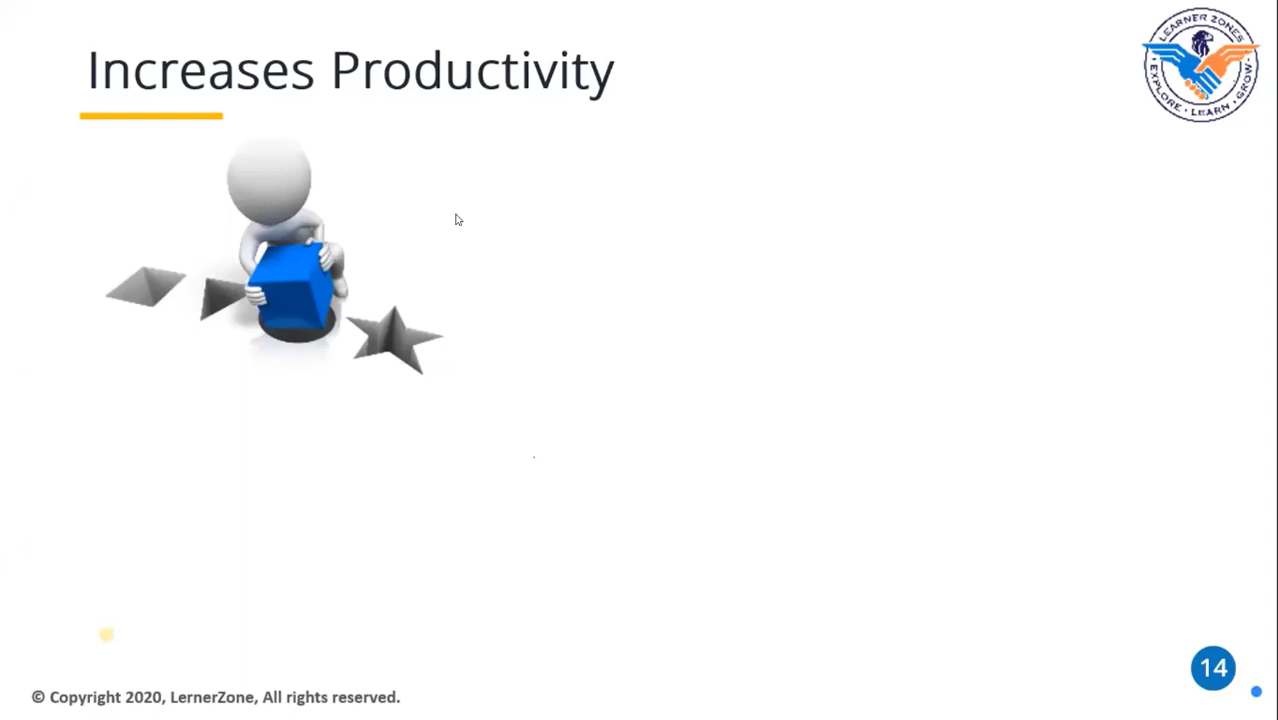 Increases Productivity
LEARNER ZONES
EXPLORE • LEARN • GROW
14
© Copyright 2020, LernerZone, All rights reserved.